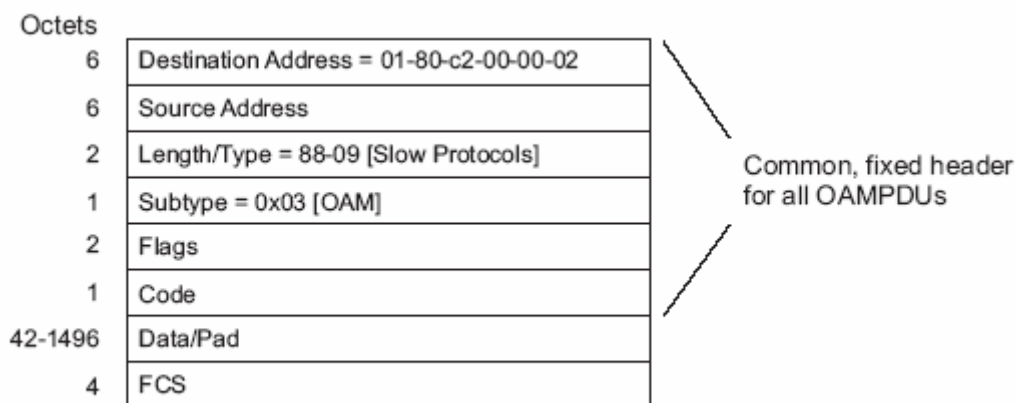 Octets
6 Destination Address = 01-80-c2-00-00-02
6 Source Address
2 Length/Type = 88-09 [Slow Protocols]
1 Subtype = 0x03 [OAM]
2 Flags
1 Code
42-1496 Data/Pad
4 FCS
Common, fixed header
for all OAMPDUs